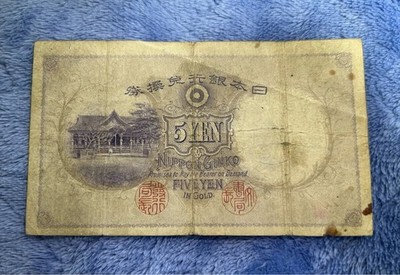 券換兌行銀本日
5 YEN
NIPPON GINKO
Promises to Pay the Bearer on Demand
FIVE YEN
IN GOLD.